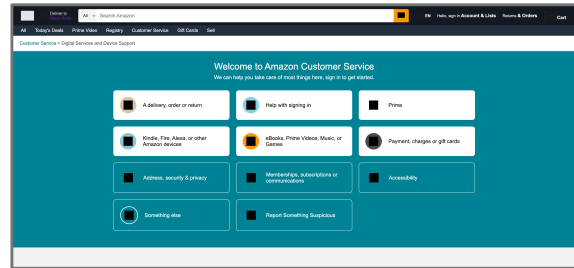 Deliver to
All Search Amazon
EN Hello, sign in Account & Lists Returns & Orders Cart
All Today's Deals Prime Video Registry Customer Service Gift Cards Sell
Customer Service > Digital Services and Device Support
Welcome to Amazon Customer Service
We can help you take care of most things here, sign in to get started.
A delivery, order or return
Help with signing in
Prime
Kindle, Fire, Alexa, or other
Amazon devices
eBooks, Prime Videos, Music, or
Games
Payment, charges or gift cards
Address, security & privacy
Memberships, subscriptions or
communications
Accessibility
Something else
Report Something Suspicious